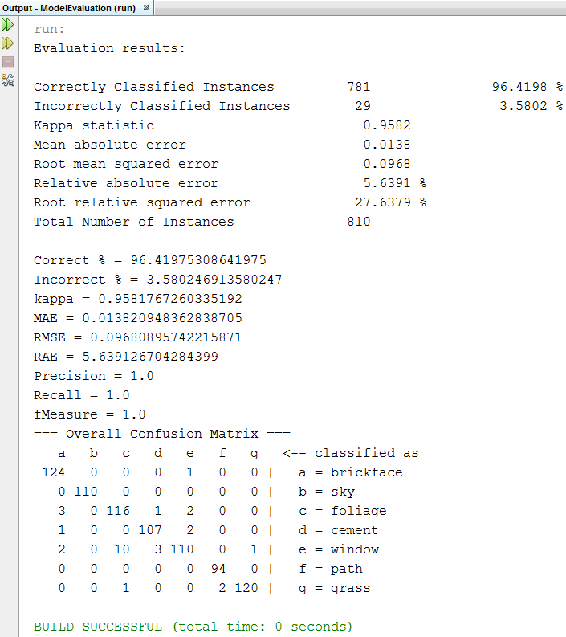 Output - ModelEvaluation (run)
run:
Evaluation results:
Correctly Classified Instances 781 96.4198 %
Incorrectly Classified Instances 29 3.5802 %
Kappa statistic 0.9582
Mean absolute error 0.0138
Root mean squared error 0.0968
Relative absolute error 5.6391 %
Root relative squared error 27.6379 %
Total Number of Instances 810
Correct % = 96.41975308641975
Incorrect % = 3.580246913580247
kappa = 0.9581767260335192
MAE = 0.013820948362838705
RMSE = 0.09680895742215871
RAE = 5.639126704284399
Precision = 1.0
Recall = 1.0
fMeasure = 1.0
=== Overall Confusion Matrix ===
a b c d e f g <-- classified as
124 0 0 0 1 0 0 | a = brickface
0 110 0 0 0 0 0 | b = sky
3 0 116 1 2 0 0 | c = foliage
1 0 0 107 2 0 0 | d = cement
2 0 10 3 110 0 1 | e = window
0 0 0 0 0 94 0 | f = path
0 0 1 0 0 2 120 | g = grass
BUILD SUCCESSFUL (total time: 0 seconds)